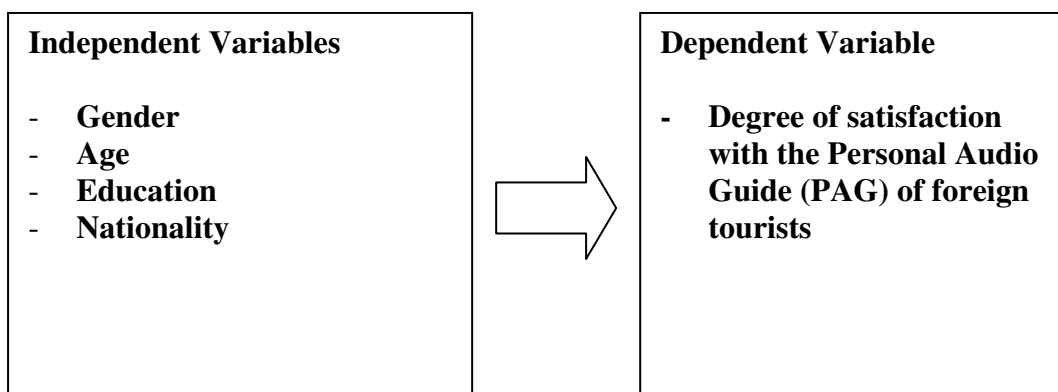 Independent Variables
- Gender
- Age
- Education
- Nationality
Dependent Variable
- Degree of satisfaction
with the Personal Audio
Guide (PAG) of foreign
tourists